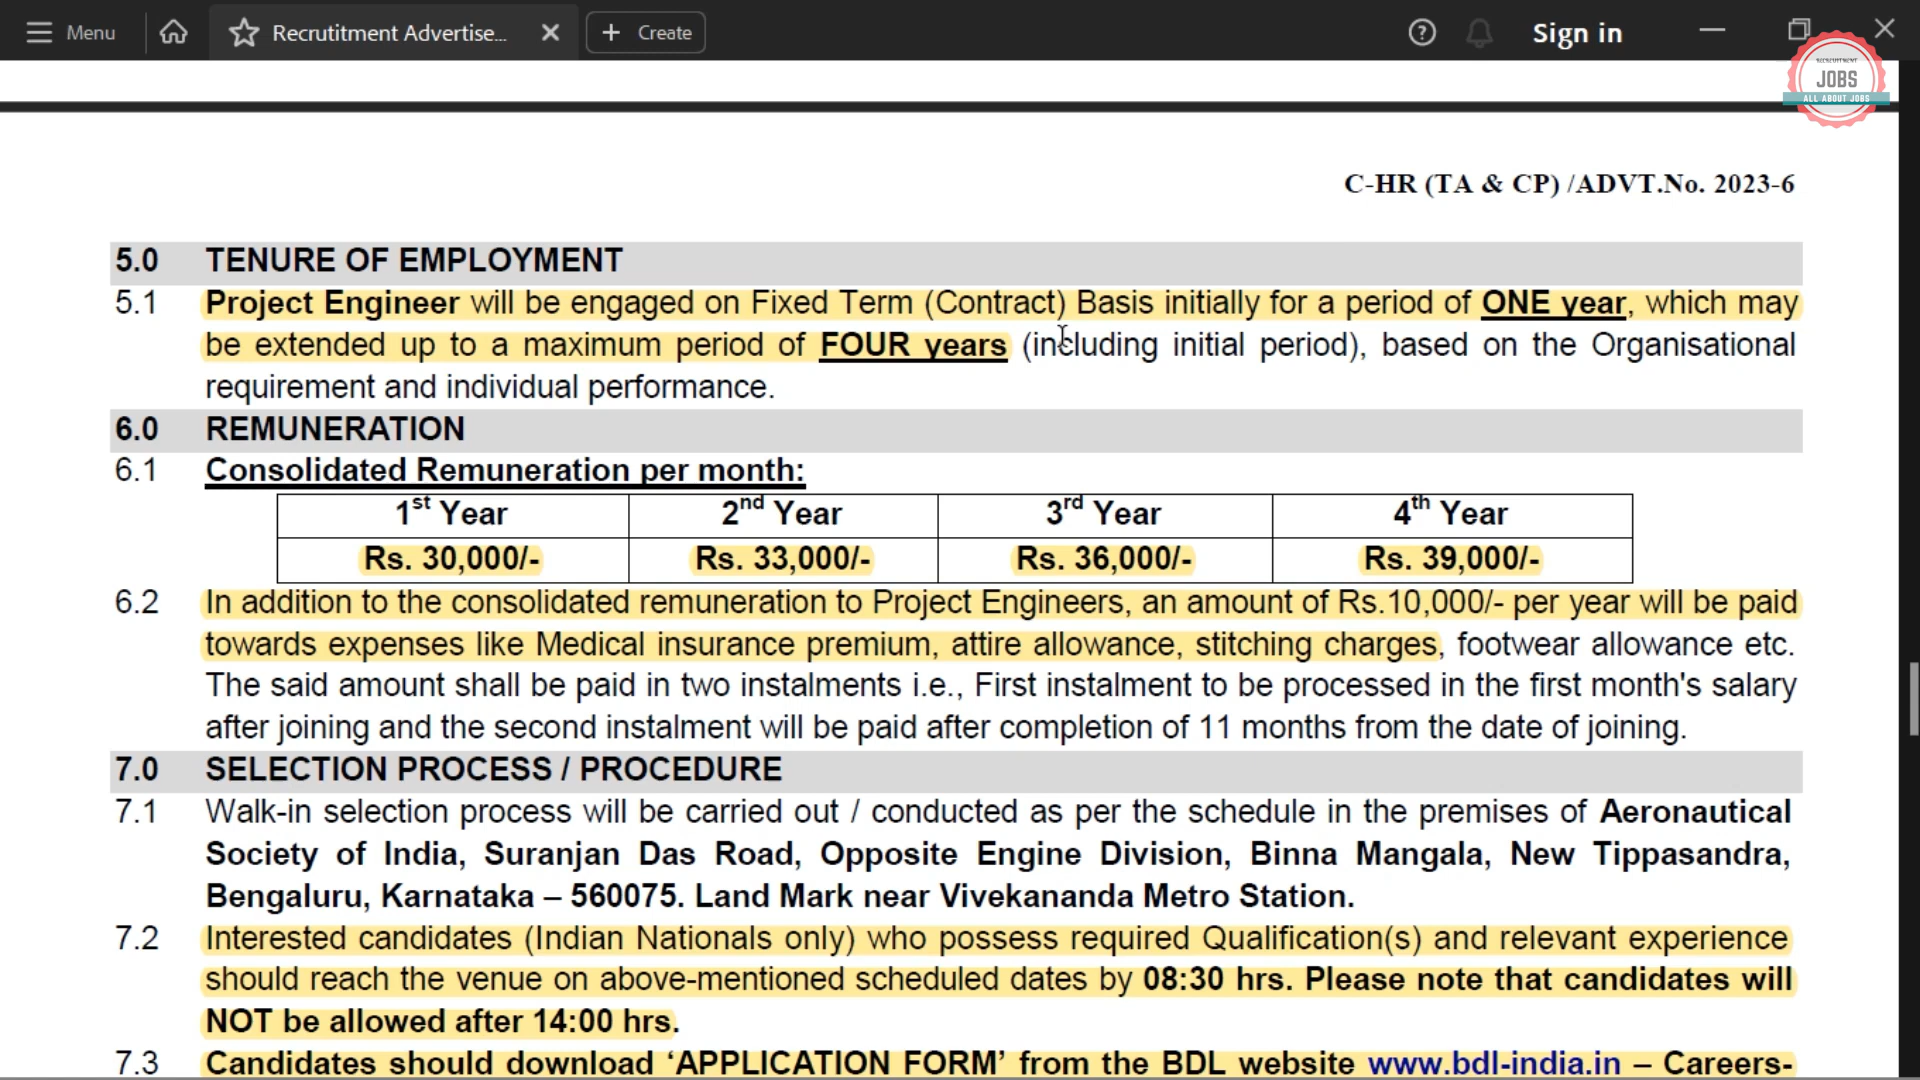 Menu
Recrutitment Advertise...
Create
Sign in
JOBS
ALL ABOUT JOBS
C-HR (TA & CP) /ADVT.No. 2023-6
5.0 TENURE OF EMPLOYMENT
5.1 Project Engineer will be engaged on Fixed Term (Contract) Basis initially for a period of ONE year, which may
be extended up to a maximum period of FOUR years (including initial period), based on the Organisational
requirement and individual performance.
6.0 REMUNERATION
6.1 Consolidated Remuneration per month:
1st Year 2nd Year 3rd Year 4th Year
Rs. 30,000/- Rs. 33,000/- Rs. 36,000/- Rs. 39,000/-
6.2 In addition to the consolidated remuneration to Project Engineers, an amount of Rs.10,000/- per year will be paid
towards expenses like Medical insurance premium, attire allowance, stitching charges, footwear allowance etc.
The said amount shall be paid in two instalments i.e., First instalment to be processed in the first month's salary
after joining and the second instalment will be paid after completion of 11 months from the date of joining.
7.0 SELECTION PROCESS / PROCEDURE
7.1 Walk-in selection process will be carried out / conducted as per the schedule in the premises of Aeronautical
Society of India, Suranjan Das Road, Opposite Engine Division, Binna Mangala, New Tippasandra,
Bengaluru, Karnataka – 560075. Land Mark near Vivekananda Metro Station.
7.2 Interested candidates (Indian Nationals only) who possess required Qualification(s) and relevant experience
should reach the venue on above-mentioned scheduled dates by 08:30 hrs. Please note that candidates will
NOT be allowed after 14:00 hrs.
7.3 Candidates should download ‘APPLICATION FORM’ from the BDL website www.bdl-india.in – Careers-